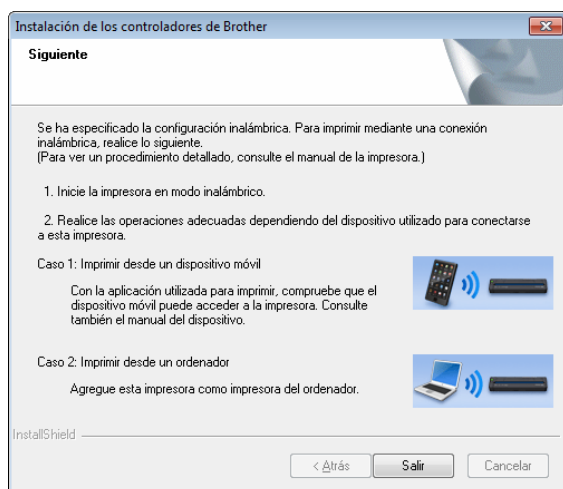 Instalación de los controladores de Brother
Siguiente
Se ha especificado la configuración inalámbrica. Para imprimir mediante una conexión
inalámbrica, realice lo siguiente.
(Para ver un procedimiento detallado, consulte el manual de la impresora.)
1. Inicie la impresora en modo inalámbrico.
2. Realice las operaciones adecuadas dependiendo del dispositivo utilizado para conectarse
a esta impresora.
Caso 1: Imprimir desde un dispositivo móvil
Con la aplicación utilizada para imprimir, compruebe que el
dispositivo móvil puede acceder a la impresora. Consulte
también el manual del dispositivo.
Caso 2: Imprimir desde un ordenador
Agregue esta impresora como impresora del ordenador.
InstallShield
< Atrás Salir Cancelar